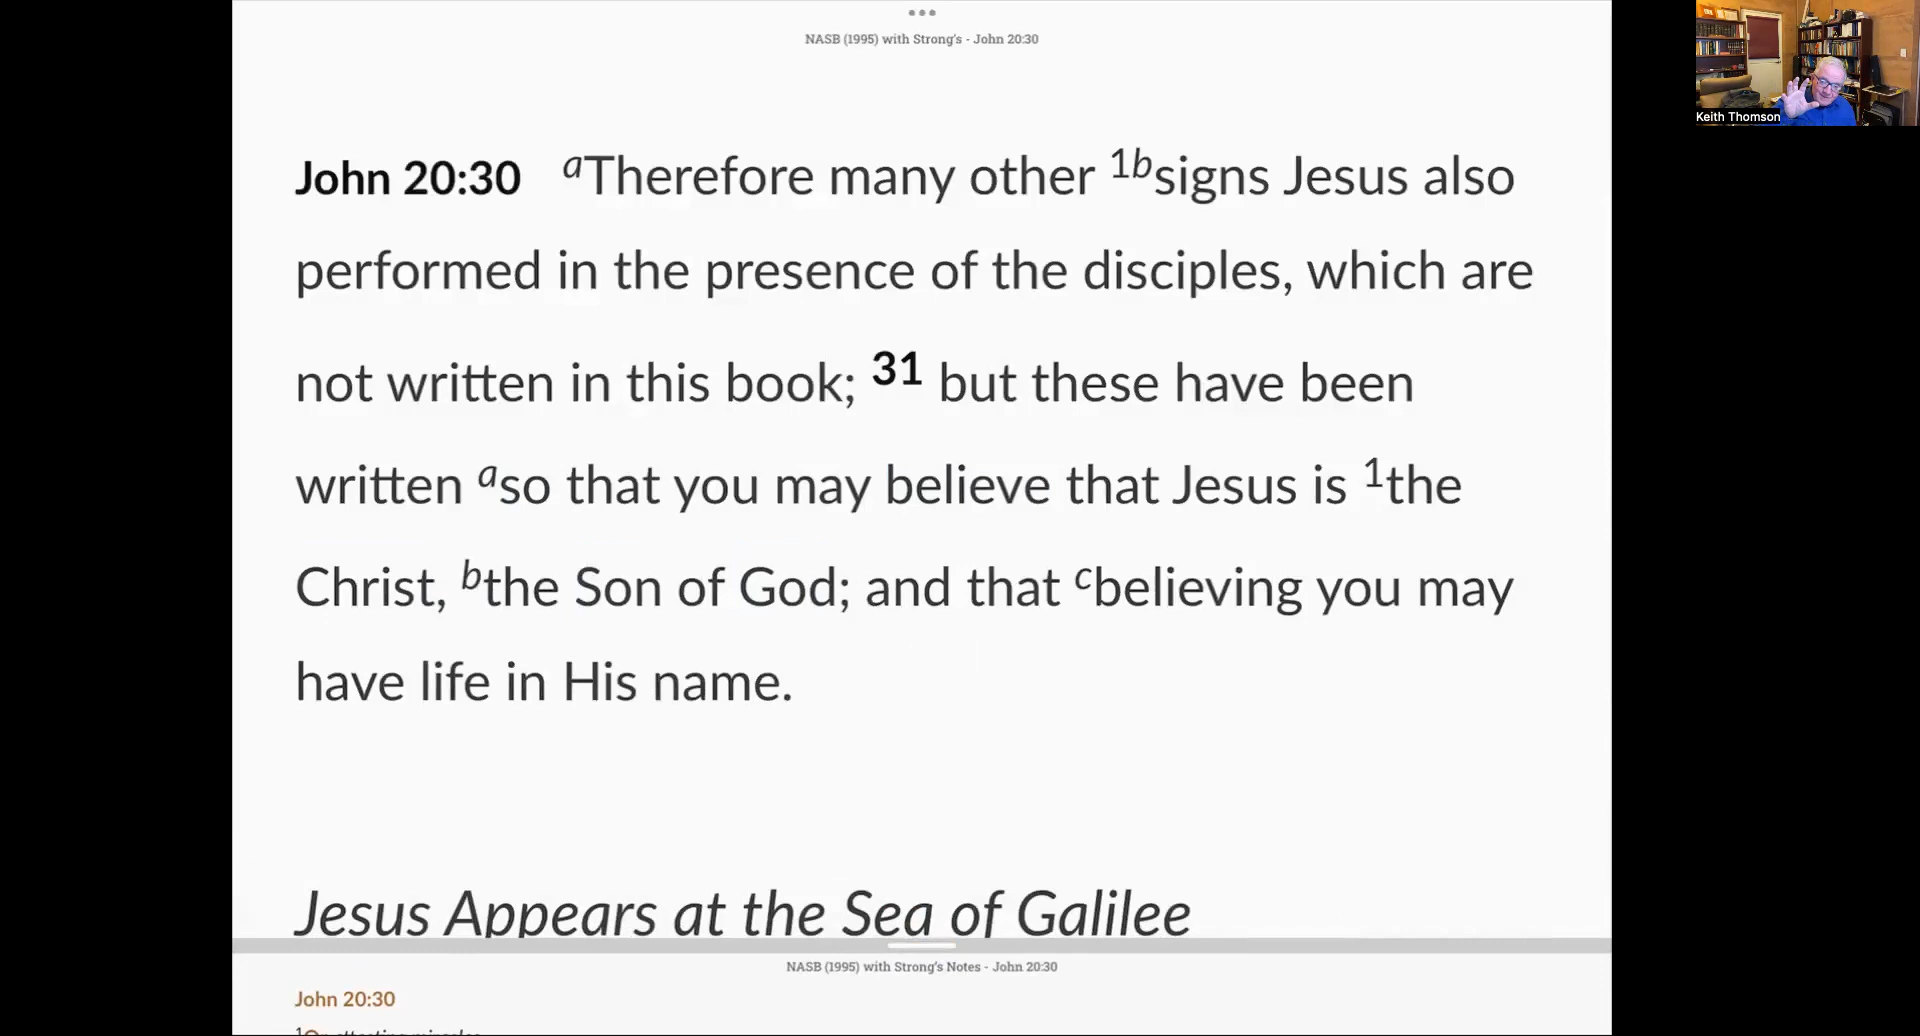 NASB (1995) with Strong's - John 20:30
Keith Thomson
John 20:30 aTherefore many other 1bsigns Jesus also
performed in the presence of the disciples, which are
not written in this book; 31 but these have been
written aso that you may believe that Jesus is 1the
Christ, bthe Son of God; and that cbelieving you may
have life in His name.
Jesus Appears at the Sea of Galilee
NASB (1995) with Strong's Notes - John 20:30
John 20:30
1Or attesting miracles